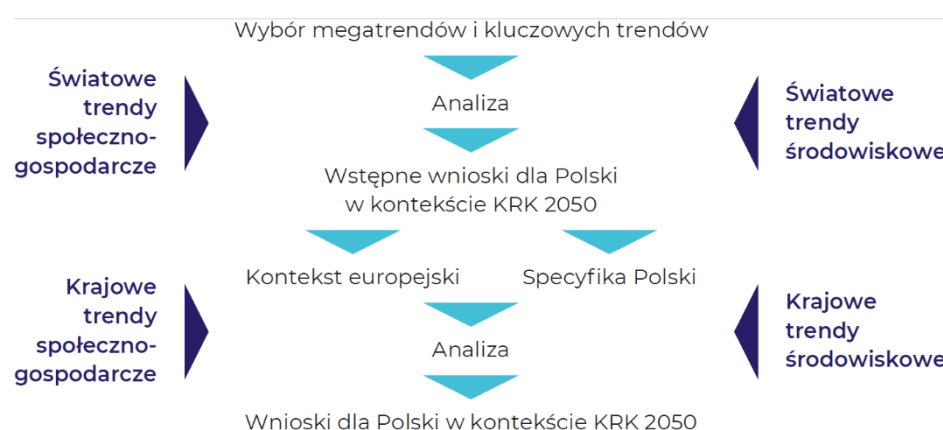 Wybór megatrendów i kluczowych trendów
Światowe
trendy
społeczno-
gospodarcze
Analiza
Światowe
trendy
środowiskowe
Wstępne wnioski dla Polski
w kontekście KRK 2050
Kontekst europejski
Specyfika Polski
Krajowe
trendy
społeczno-
gospodarcze
Analiza
Krajowe
trendy
środowiskowe
Wnioski dla Polski w kontekście KRK 2050